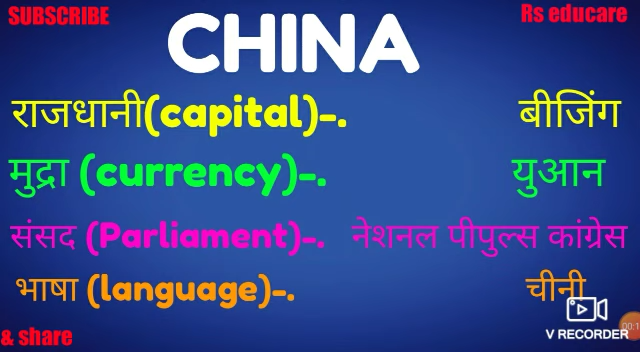 SUBSCRIBE
Rs educare
CHINA
राजधानी(capital)-. बीजिंग
मुद्रा (currency)-. युआन
संसद (Parliament)-. नेशनल पीपुल्स कांग्रेस
भाषा (language)-. चीनी
V RECORDER
& share